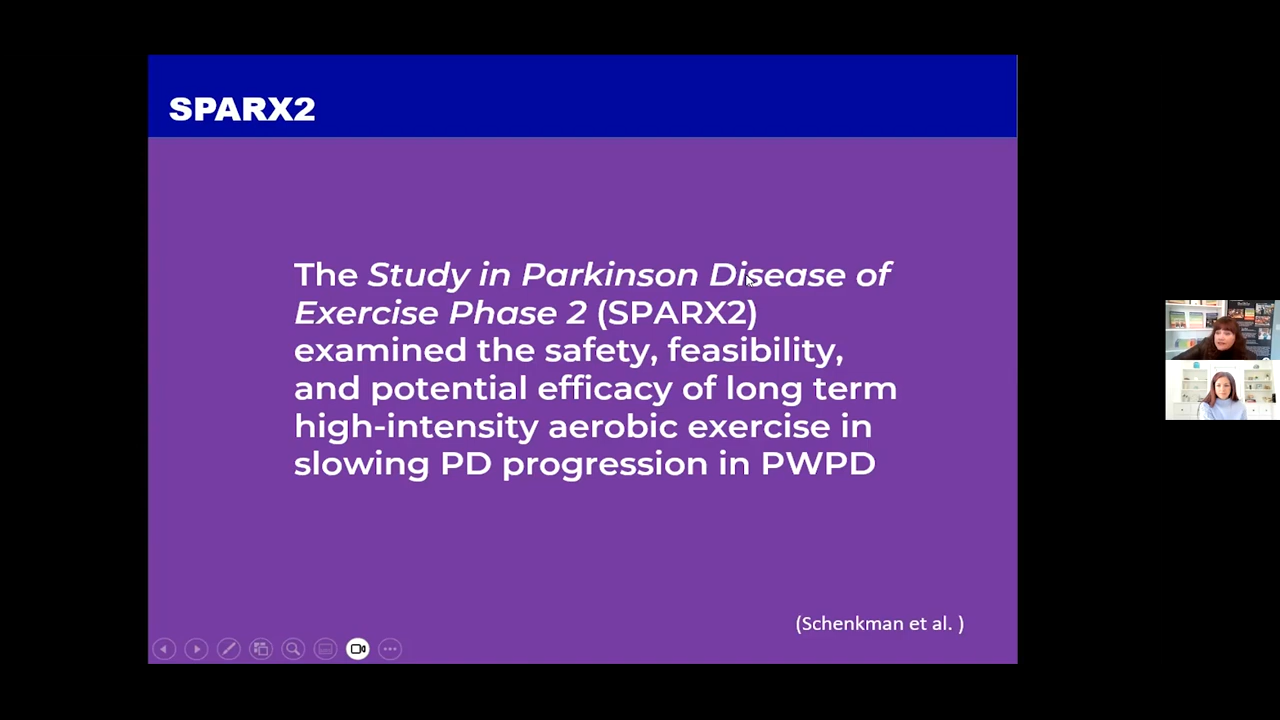 SPARX2
The Study in Parkinson Disease of
Exercise Phase 2 (SPARX2)
examined the safety, feasibility,
and potential efficacy of long term
high-intensity aerobic exercise in
slowing PD progression in PWPD
(Schenkman et al. )